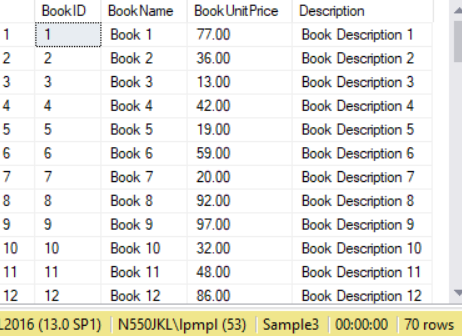 BookID BookName BookUnitPrice Description
1 1 Book 1 77.00 Book Description 1
2 2 Book 2 36.00 Book Description 2
3 3 Book 3 13.00 Book Description 3
4 4 Book 4 42.00 Book Description 4
5 5 Book 5 19.00 Book Description 5
6 6 Book 6 59.00 Book Description 6
7 7 Book 7 20.00 Book Description 7
8 8 Book 8 92.00 Book Description 8
9 9 Book 9 97.00 Book Description 9
10 10 Book 10 32.00 Book Description 10
11 11 Book 11 48.00 Book Description 11
12 12 Book 12 86.00 Book Description 12
L2016 (13.0 SP1) N550JKL\lpmpl (53) Sample3 00:00:00 70 rows